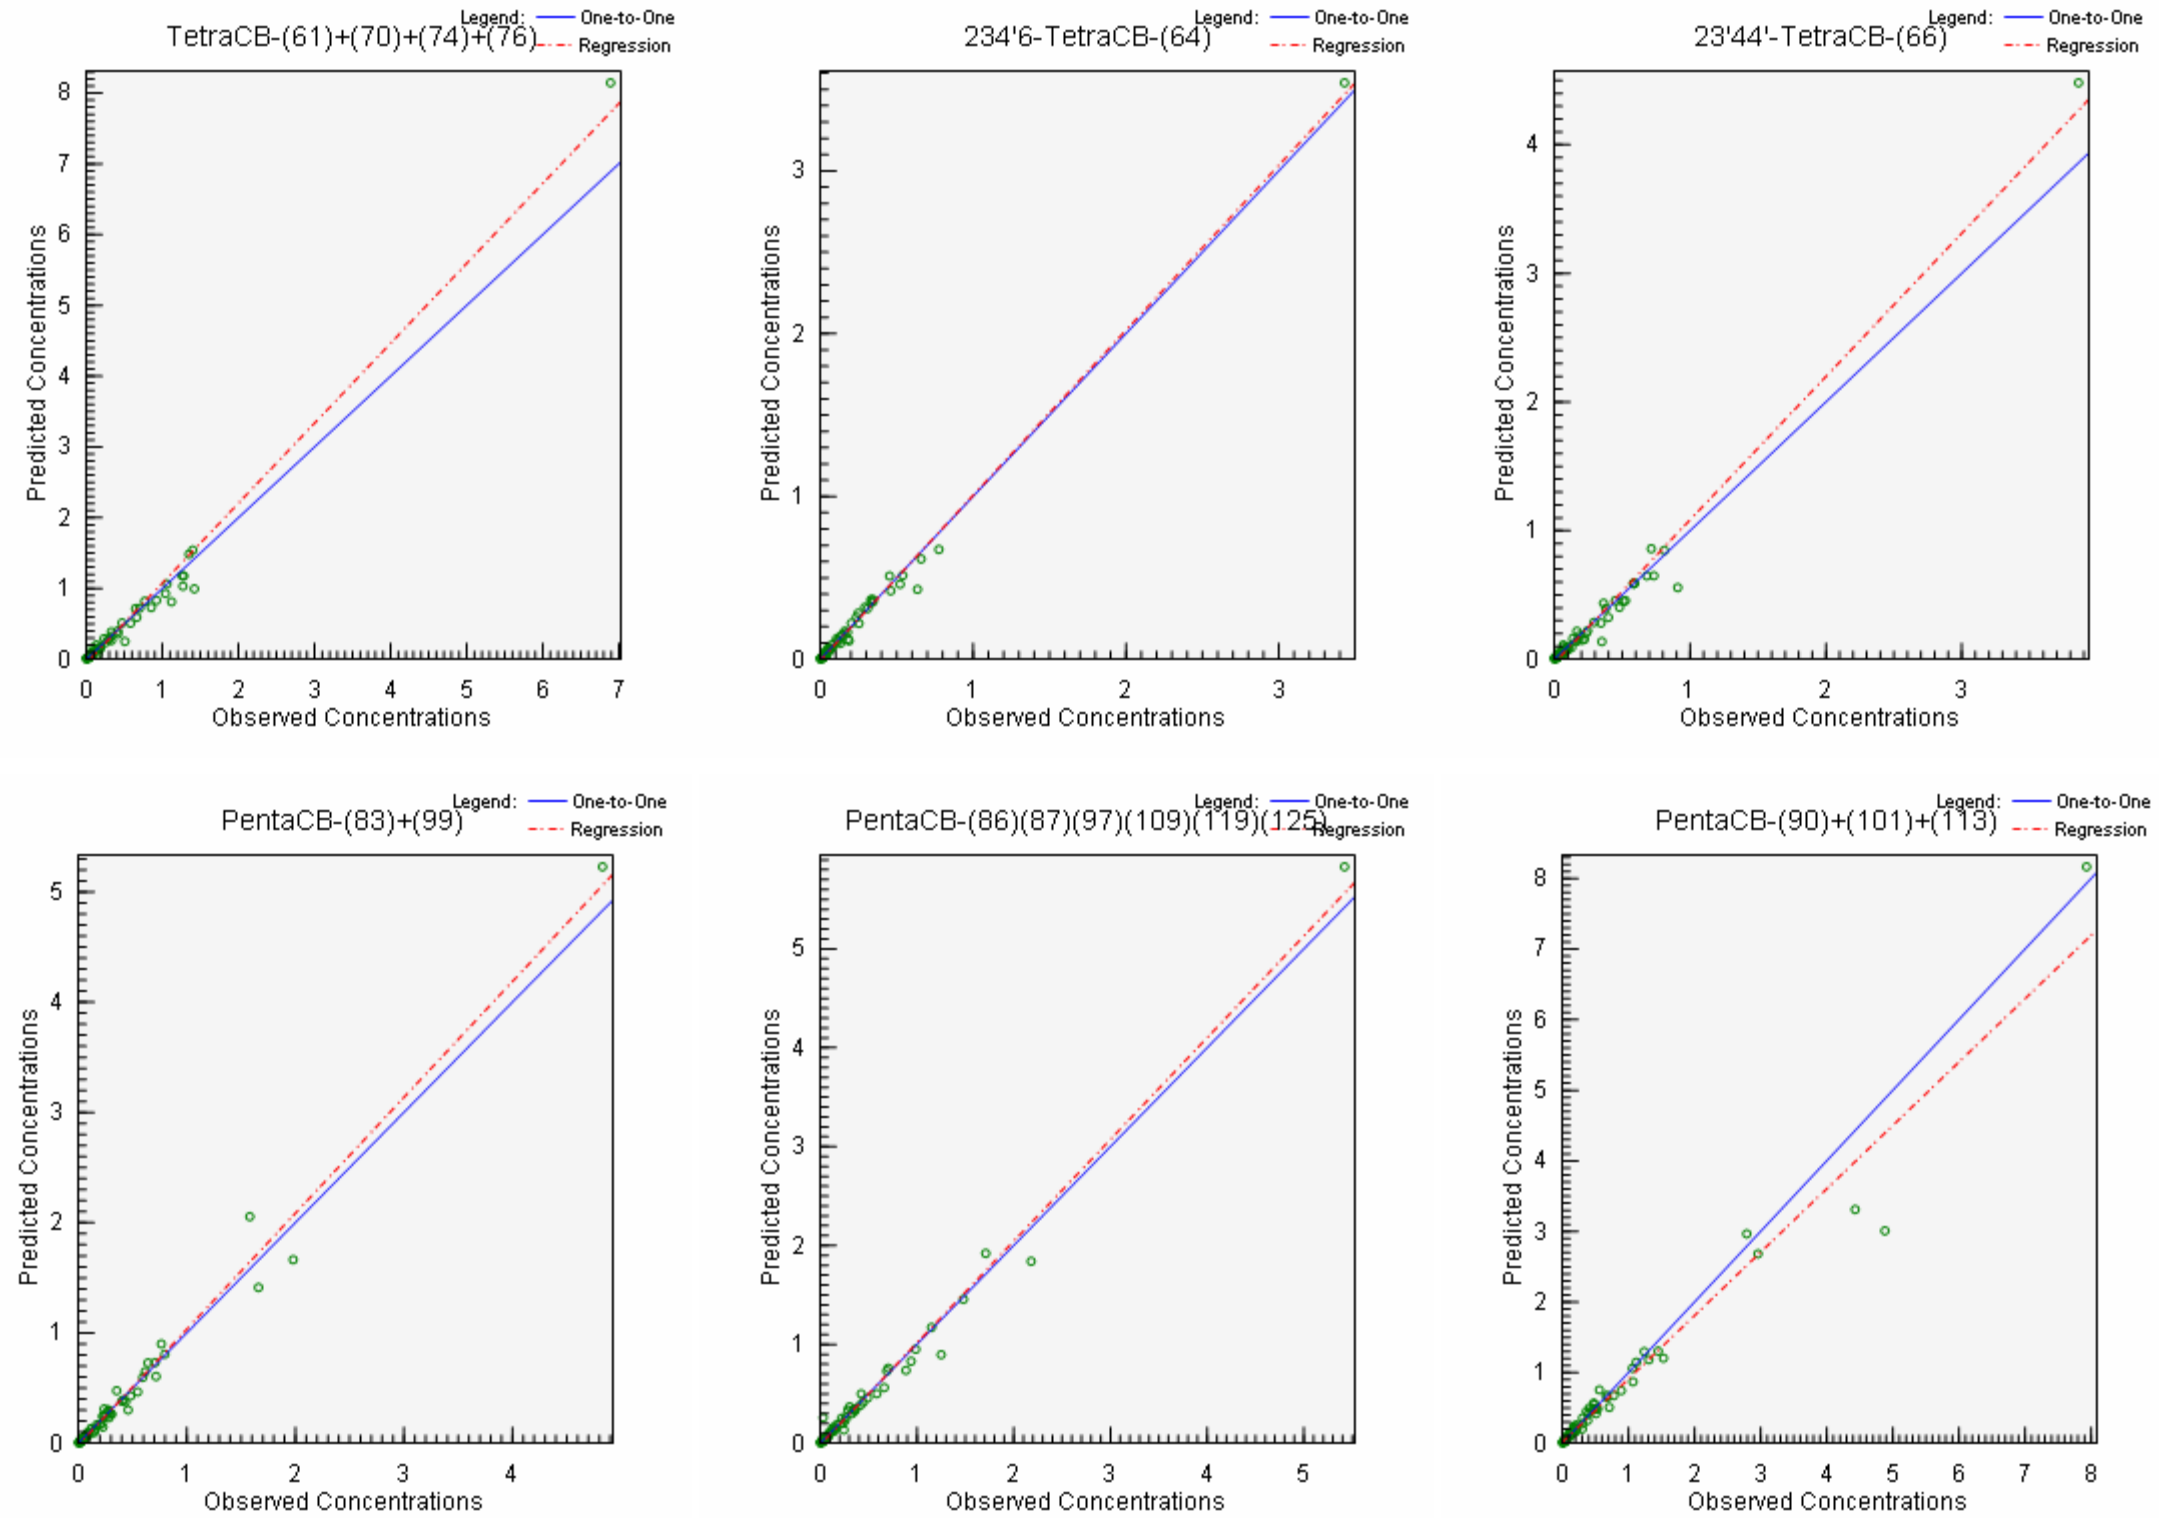 Legend: One-to-One
TetraCB-(61)+(70)+(74)+(76)
Regression
8
7
6
5
4
3
2
1
0
Predicted Concentrations
0 1 2 3 4 5 6 7
Observed Concentrations
Legend: One-to-One
234'6-TetraCB-(64)
Regression
3
2
1
0
Predicted Concentrations
0 1 2 3
Observed Concentrations
Legend: One-to-One
23'44'-TetraCB-(66)
Regression
4
3
2
1
0
Predicted Concentrations
0 1 2 3
Observed Concentrations
Legend: One-to-One
PentaCB-(83)+(99)
Regression
5
4
3
2
1
0
Predicted Concentrations
0 1 2 3 4
Observed Concentrations
Legend: One-to-One
PentaCB-(86)(87)(97)(109)(119)(125)
Regression
5
4
3
2
1
0
Predicted Concentrations
0 1 2 3 4 5
Observed Concentrations
Legend: One-to-One
PentaCB-(90)+(101)+(113)
Regression
8
7
6
5
4
3
2
1
0
Predicted Concentrations
0 1 2 3 4 5 6 7 8
Observed Concentrations